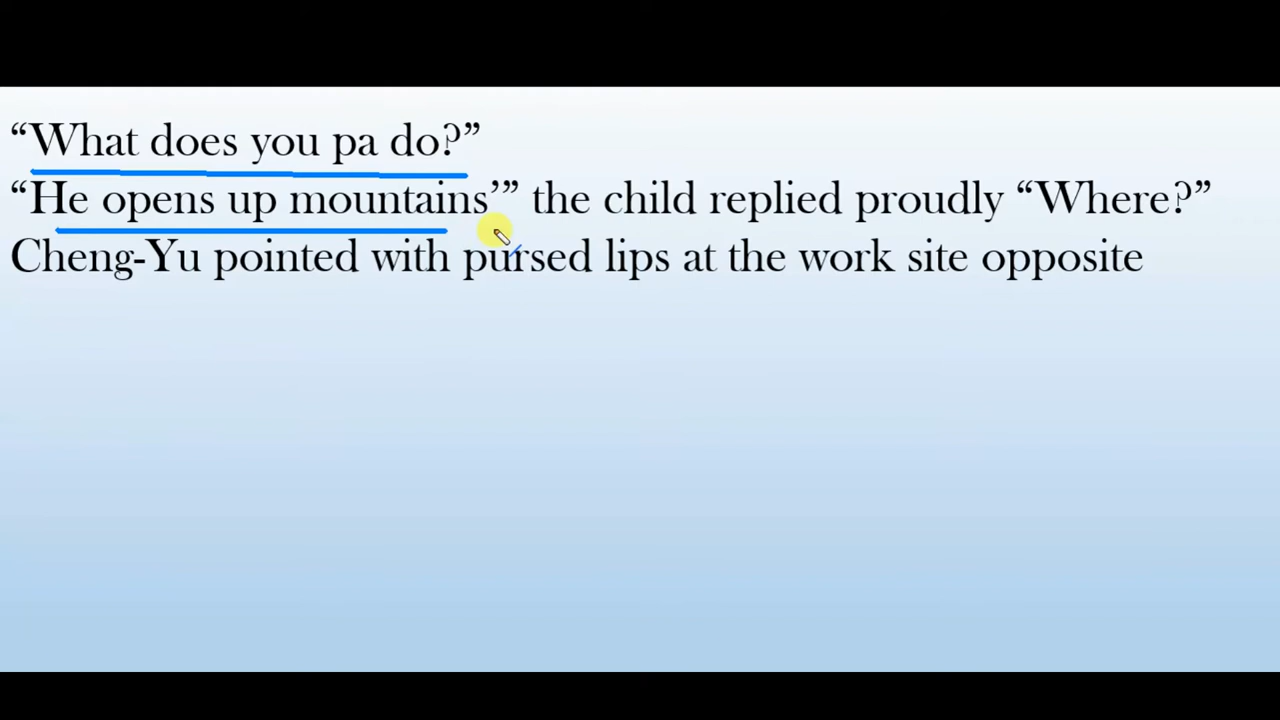 “What does you pa do?”
“He opens up mountains’” the child replied proudly “Where?”
Cheng-Yu pointed with pursed lips at the work site opposite